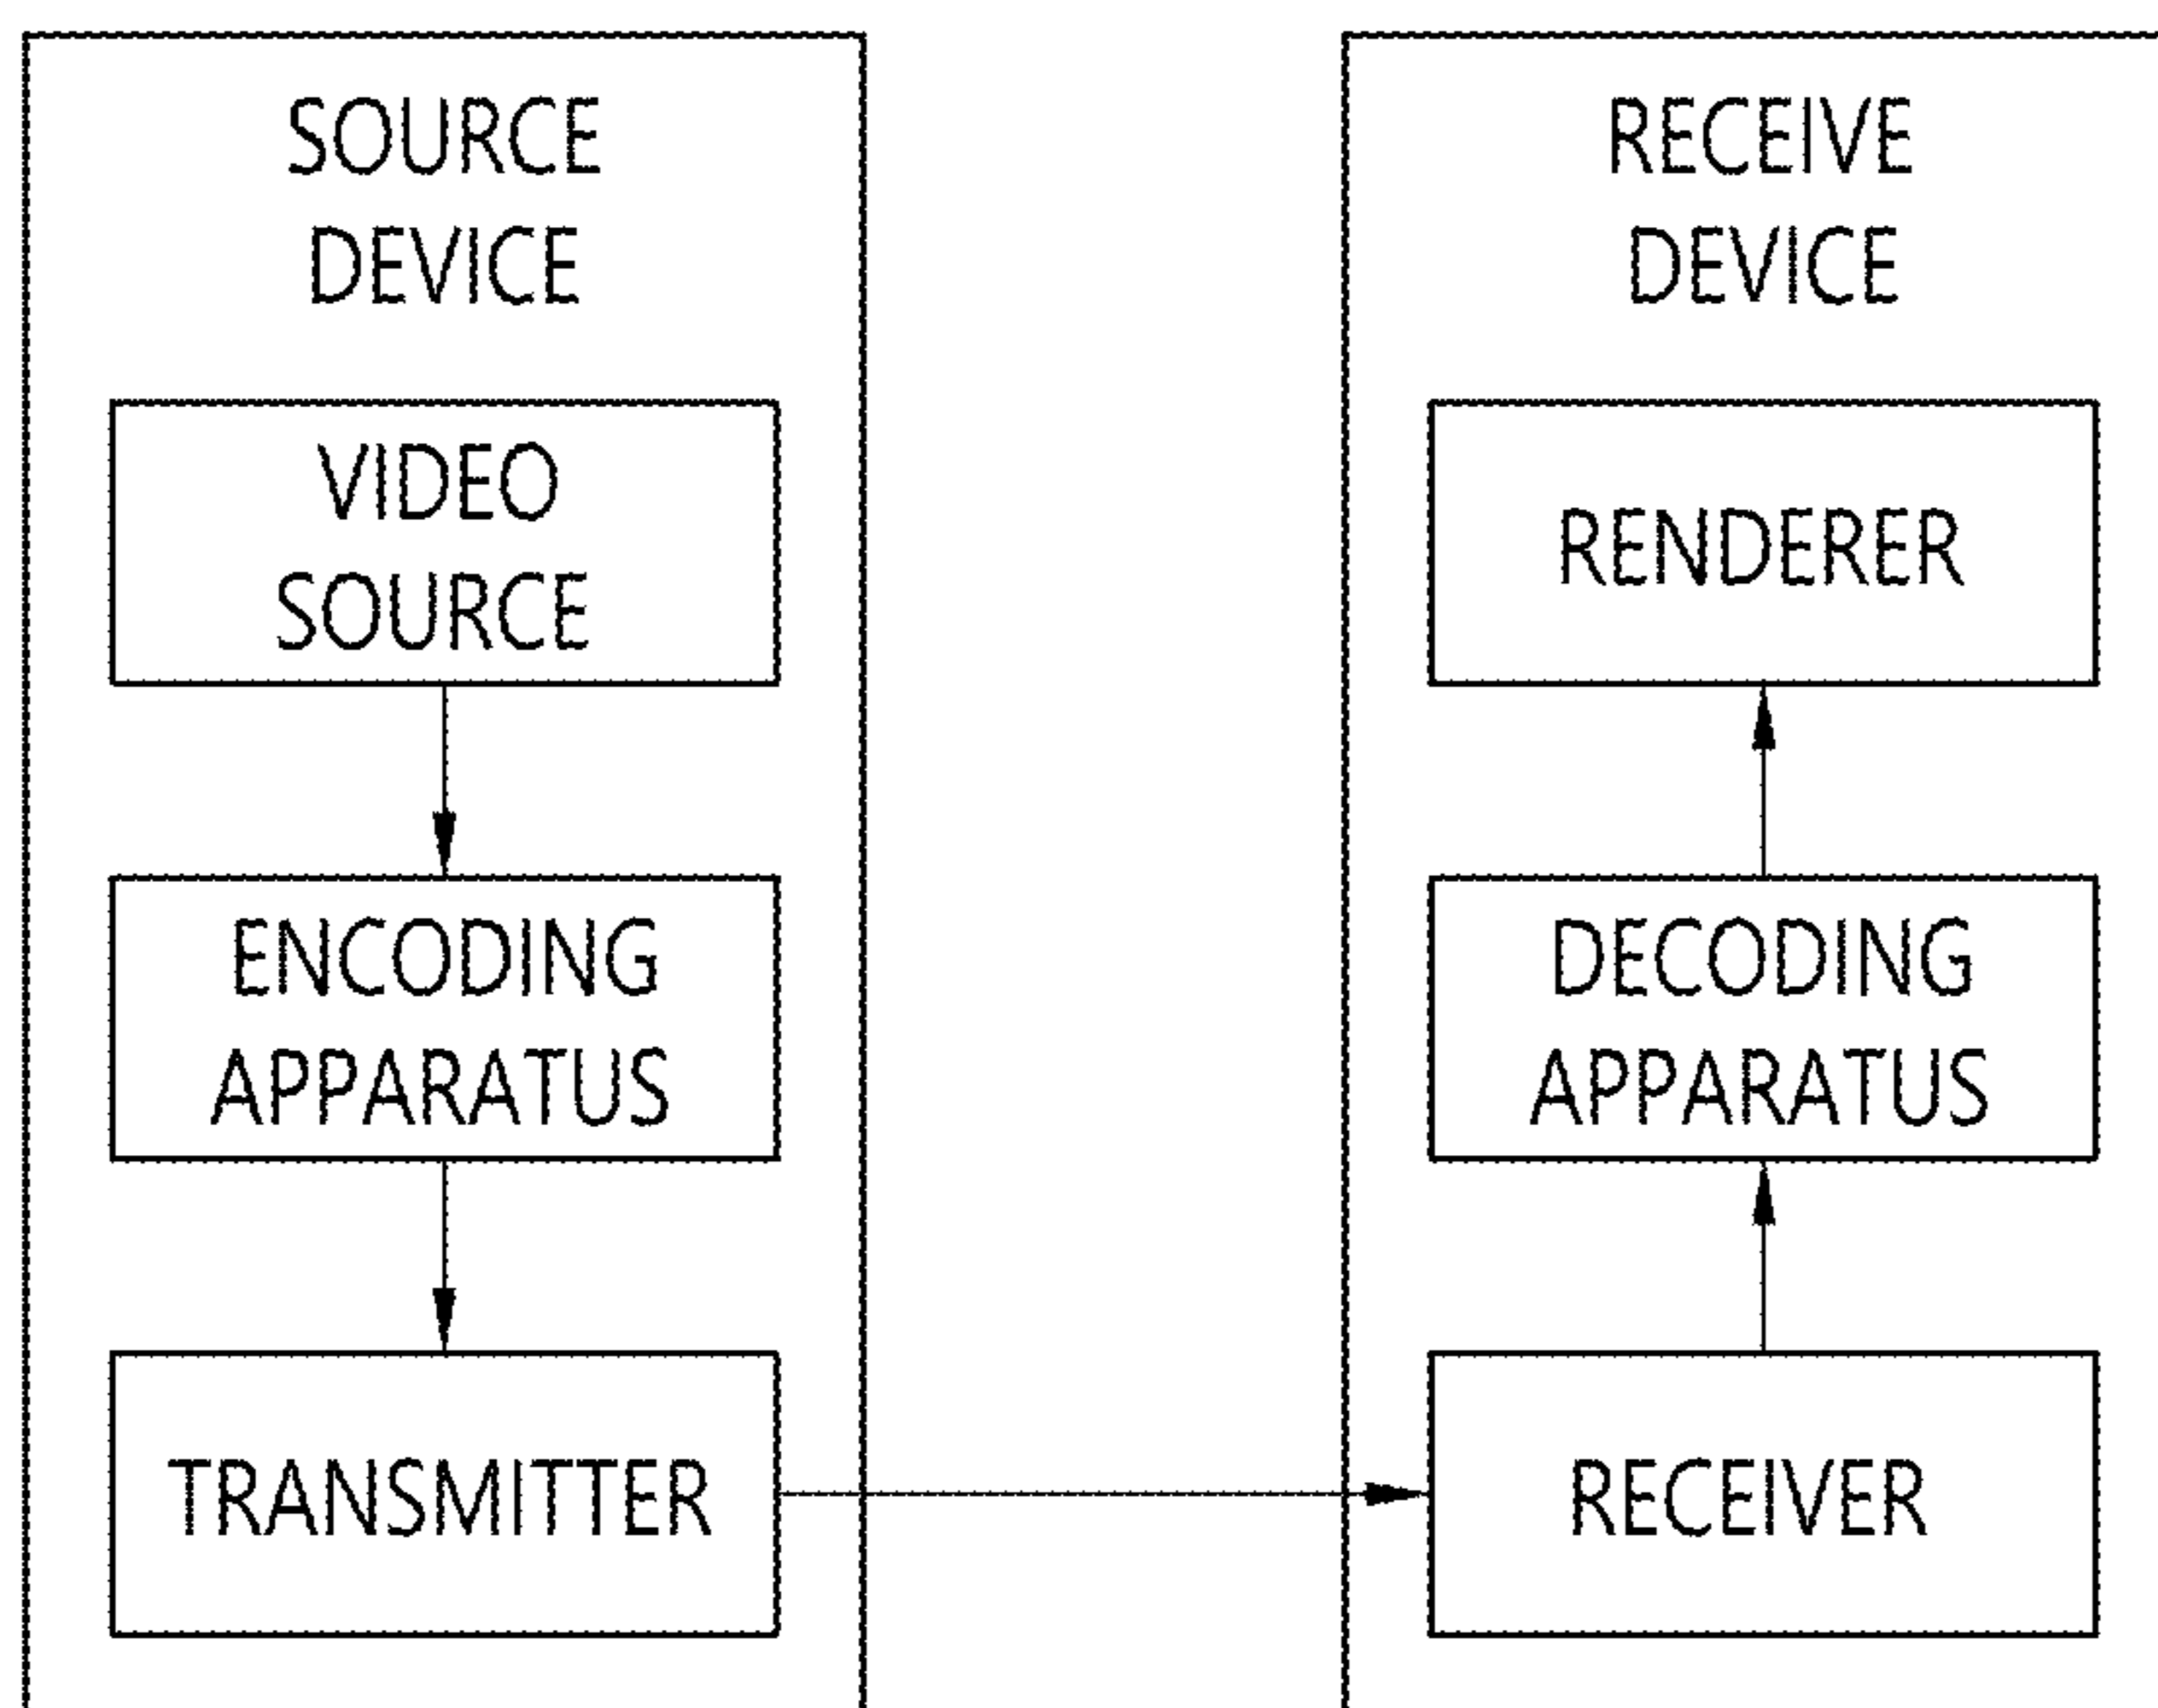 SOURCE
DEVICE
VIDEO
SOURCE
ENCODING
APPARATUS
TRANSMITTER
RECEIVE
DEVICE
RENDERER
DECODING
APPARATUS
RECEIVER